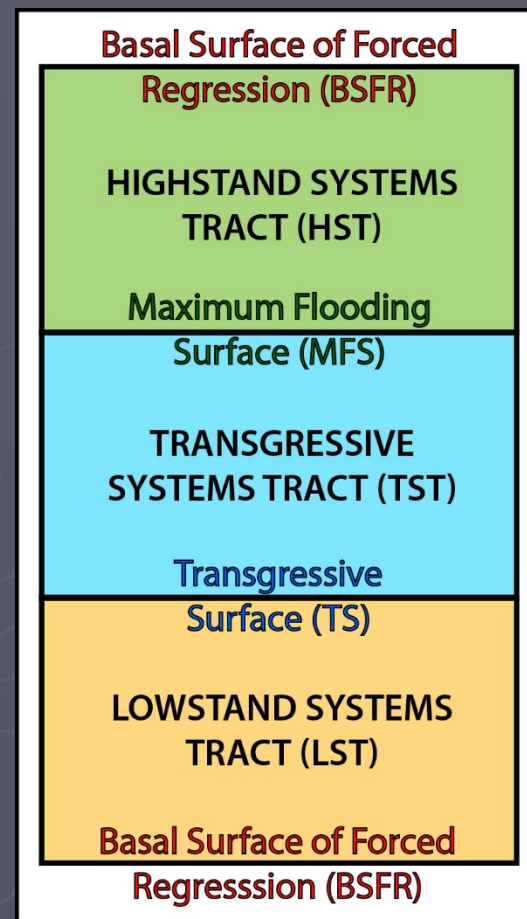 Basal Surface of Forced
Regression (BSFR)
HIGHSTAND SYSTEMS
TRACT (HST)
Maximum Flooding
Surface (MFS)
TRANSGRESSIVE
SYSTEMS TRACT (TST)
Transgressive
Surface (TS)
LOWSTAND SYSTEMS
TRACT (LST)
Basal Surface of Forced
Regresssion (BSFR)